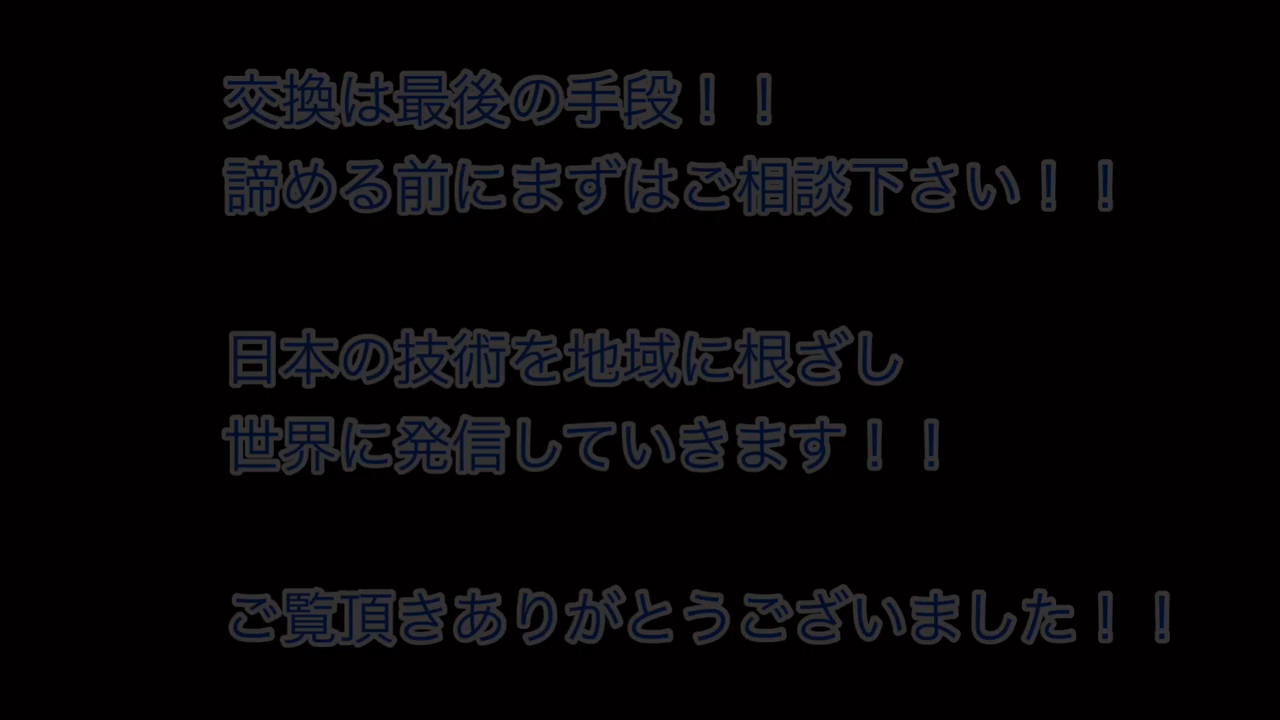 交換は最後の手段！！
諦める前にまずはご相談下さい！！
日本の技術を地域に根ざし
世界に発信していきます！！
ご覧頂きありがとうございました！！